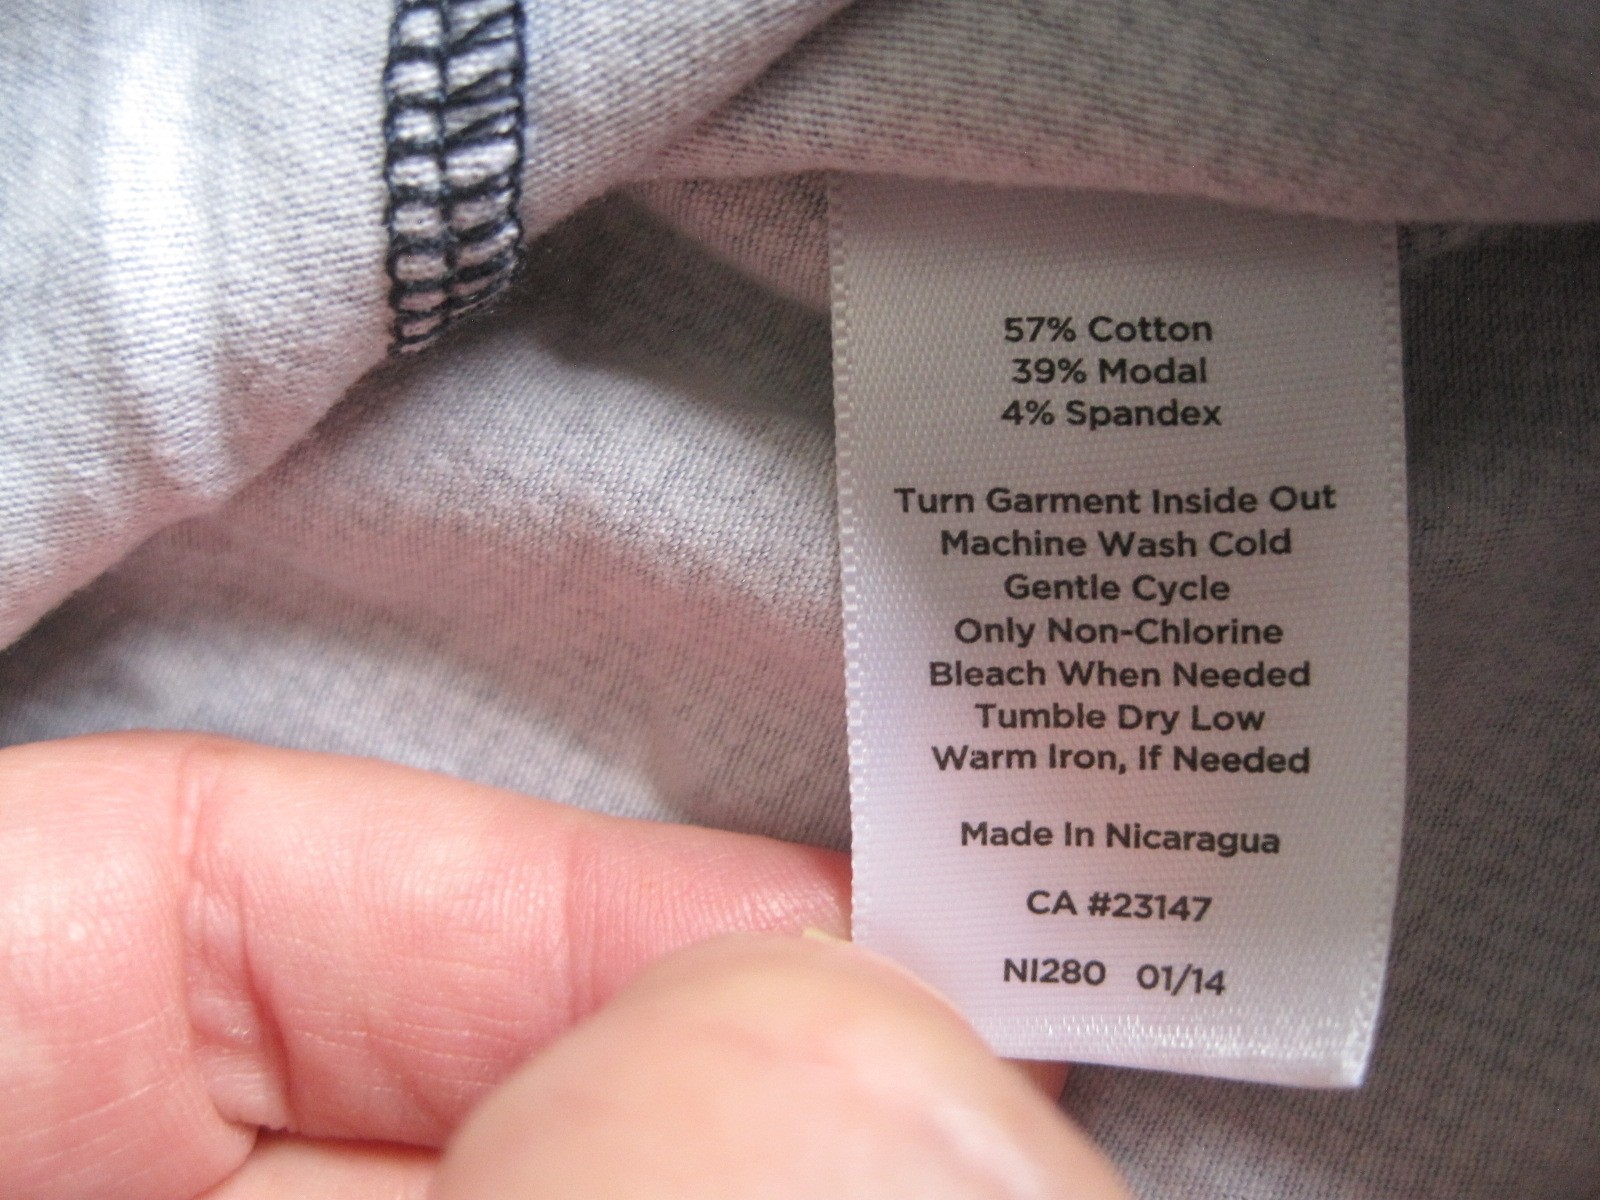 57% Cotton
39% Modal
4% Spandex
Turn Garment Inside Out
Machine Wash Cold
Gentle Cycle
Only Non-Chlorine
Bleach When Needed
Tumble Dry Low
Warm Iron, If Needed
Made In Nicaragua
CA #23147
NI280 01/14